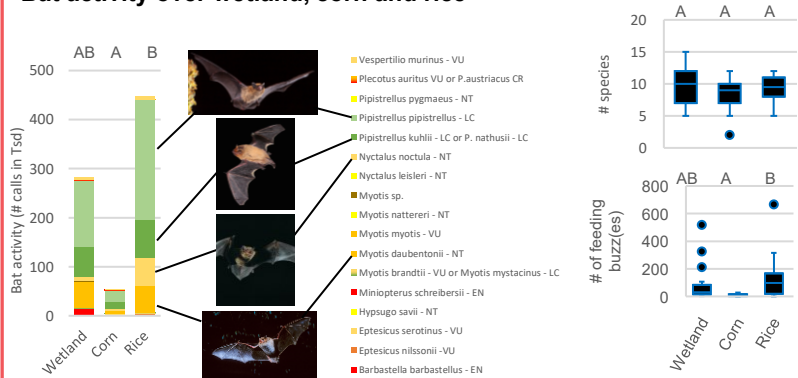 Bat activity over wetland, corn and rice
AB A B
Bat activity (# calls in Tsd)
500
400
300
200
100
0
Wetland
Corn
Rice
Vespertilio murinus - VU
Plecotus auritus VU or P.austriacus CR
Pipistrellus pygmaeus - NT
Pipistrellus pipistrellus - LC
Pipistrellus kuhlii - LC or P. nathusii - LC
Nyctalus noctula - NT
Nyctalus leisleri - NT
Myotis sp.
Myotis nattereri - NT
Myotis myotis - VU
Myotis daubentonii - NT
Myotis brandtii - VU or Myotis mystacinus - LC
Miniopterus schreibersii - EN
Hypsugo savii - NT
Eptesicus serotinus - VU
Eptesicus nilssonii -VU
Barbastella barbastellus - EN
A A A
# species
20
15
10
5
0
AB A B
# of feeding
buzz(es)
800
600
400
200
0
Wetland
Corn
Rice